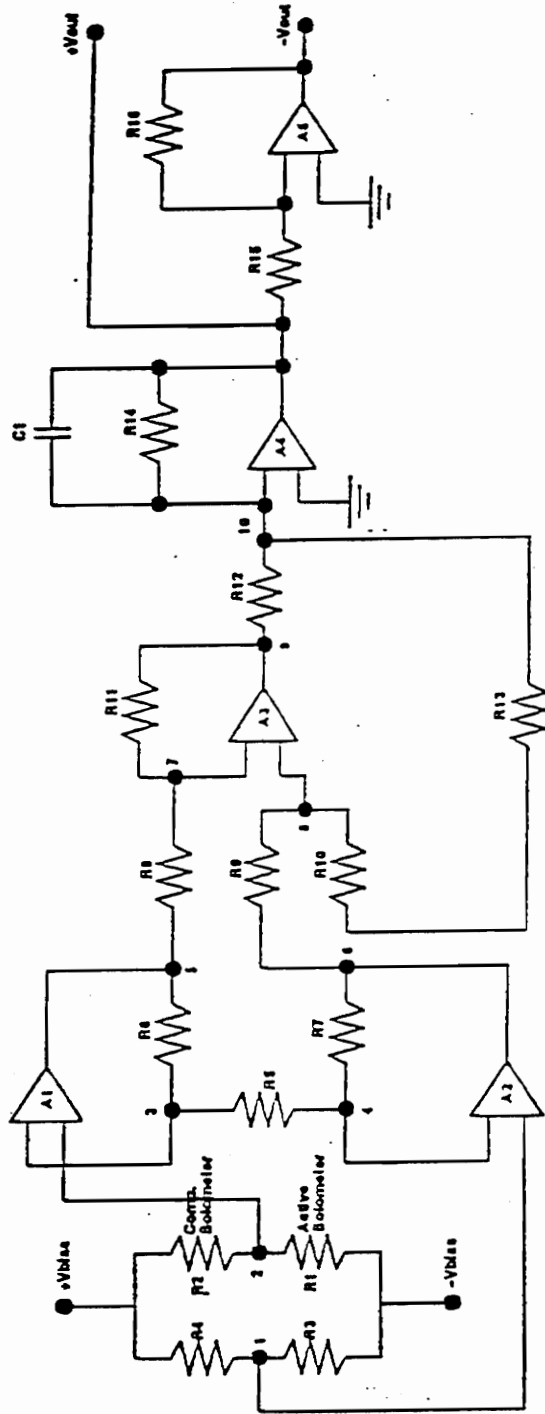 +Vbias
R4
R2
Comp.
Bolometer
1
2
R3
R1
Active
Bolometer
-Vbias
A1
3
R6
5
R5
4
R7
6
A2
R8
7
R11
A3
9
R9
R10
R12
10
R13
C1
R14
A4
R15
R16
A5
+Vout
-Vout